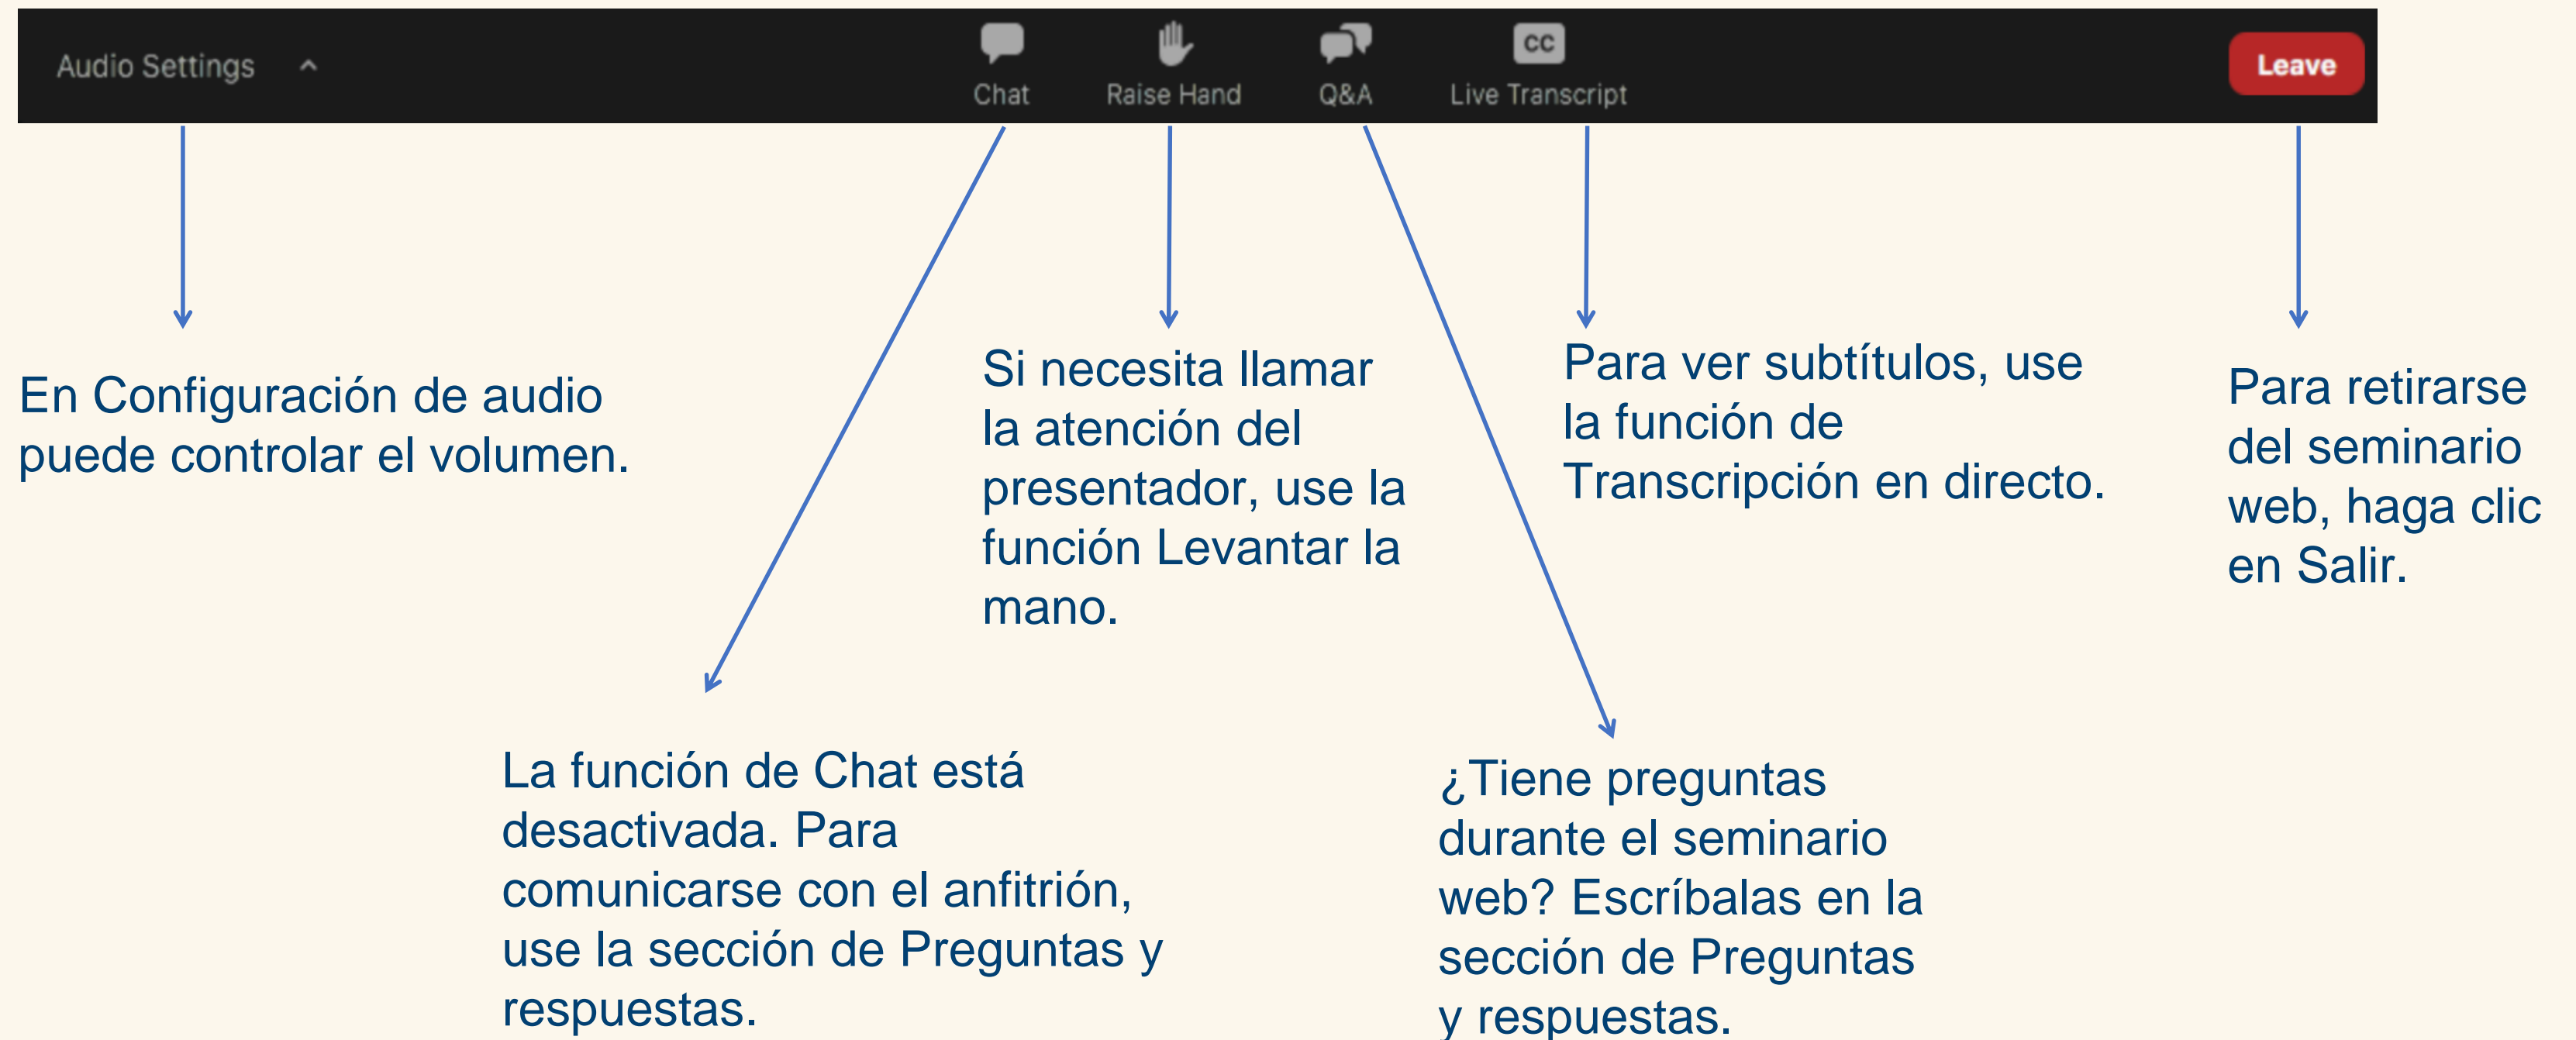 Audio Settings
Chat
Raise Hand
Q&A
CC
Live Transcript
Leave
En Configuración de audio
puede controlar el volumen.
La función de Chat está
desactivada. Para
comunicarse con el anfitrión,
use la sección de Preguntas y
respuestas.
Si necesita llamar
la atención del
presentador, use la
función Levantar la
mano.
¿Tiene preguntas
durante el seminario
web? Escríbalas en la
sección de Preguntas
y respuestas.
Para ver subtítulos, use
la función de
Transcripción en directo.
Para retirarse
del seminario
web, haga clic
en Salir.